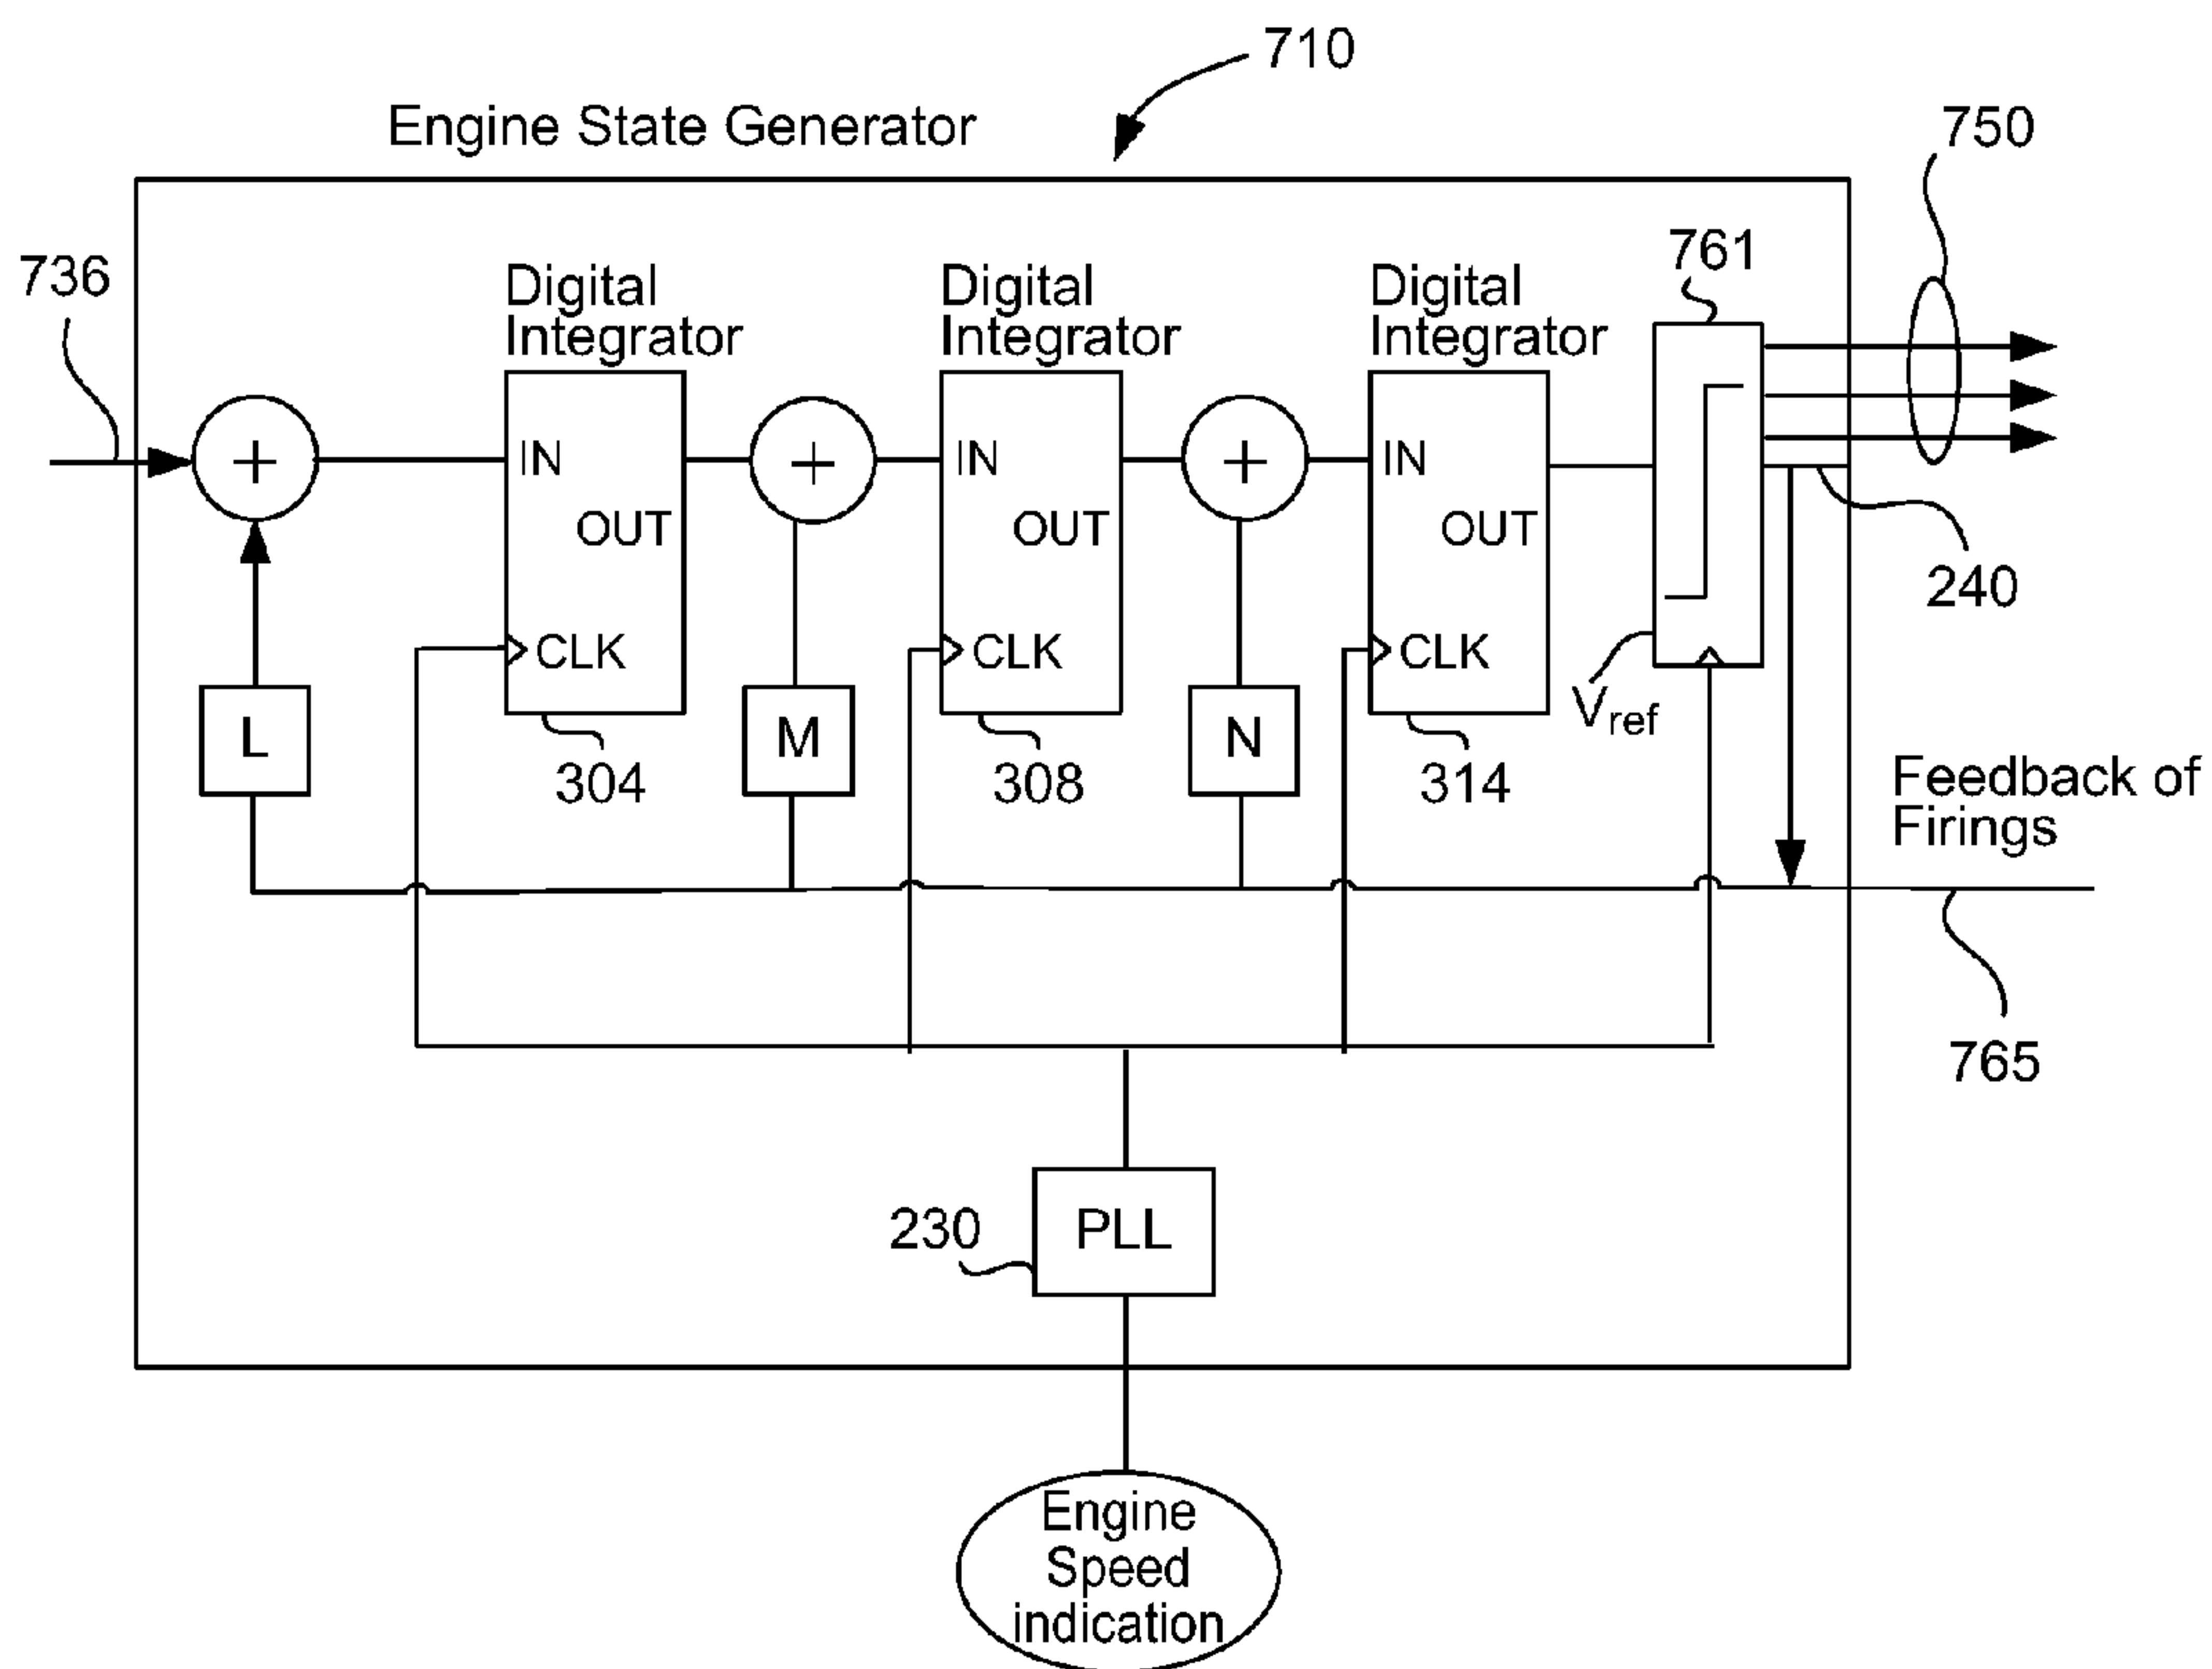 710
Engine State Generator
750
736
761
Digital
Integrator
Digital
Integrator
Digital
Integrator
+
IN
OUT
CLK
+
IN
OUT
CLK
+
IN
OUT
CLK
240
Vref
L
M
N
304
308
314
Feedback of
Firings
765
230
PLL
Engine
Speed
indication